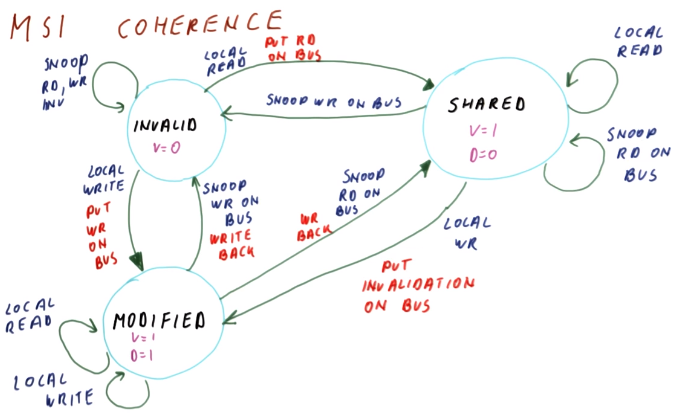 MSI COHERENCE
LOCAL
READ
PUT RD
ON BUS
LOCAL
READ
SNOOP
RD, WR
INV
SNOOP WR ON BUS
SHARED
V=1
D=0
INVALID
V=0
SNOOP
RD ON
BUS
LOCAL
WRITE
PUT
WR
ON
BUS
SNOOP
WR ON
BUS
WRITE
BACK
SNOOP
RD ON
BUS
WR
BACK
LOCAL
WR
PUT
INVALIDATION
ON BUS
LOCAL
READ
MODIFIED
V=1
D=1
LOCAL
WRITE